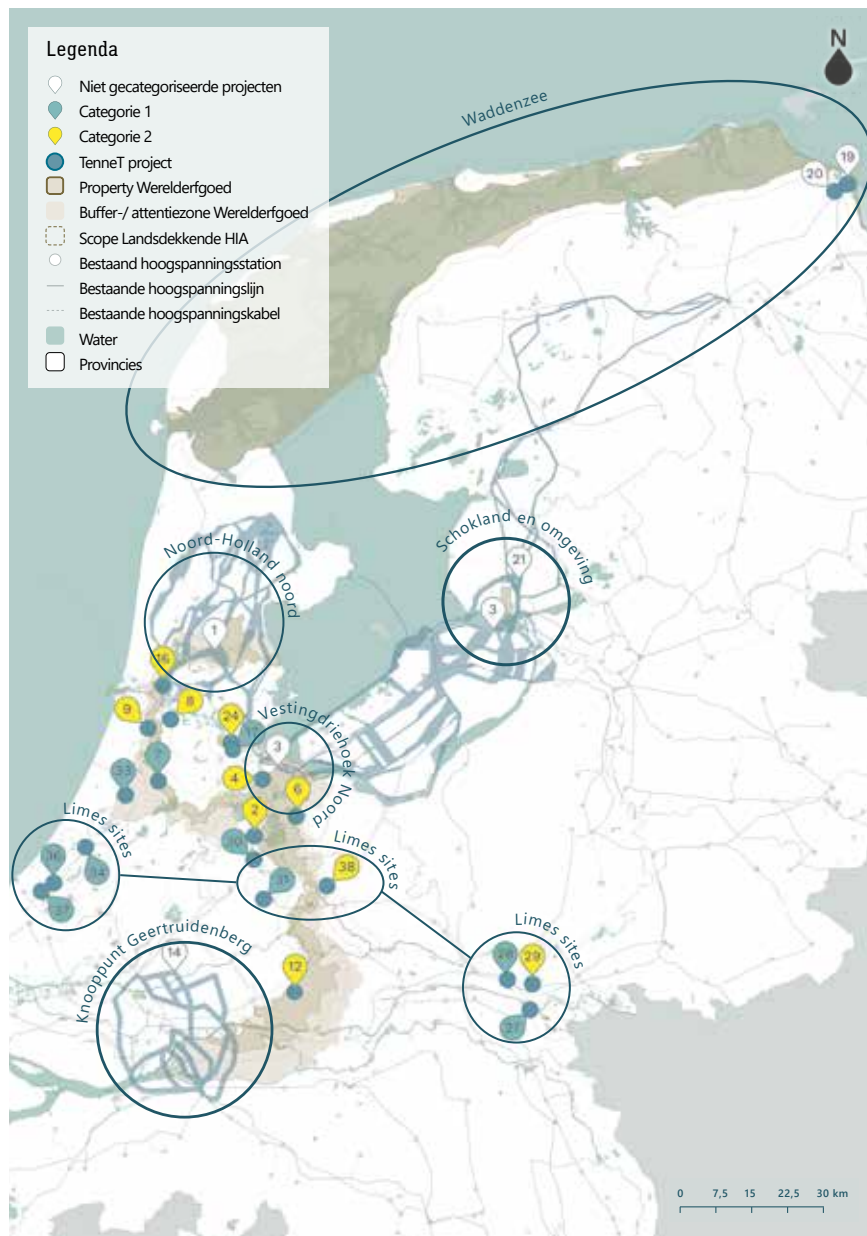 Legenda
Niet gecategoriseerde projecten
Categorie 1
Categorie 2
TenneT project
Property Werelderfgoed
Buffer-/ attentiezone Werelderfgoed
Scope Landsdekkende HIA
Bestaand hoogspanningsstation
Bestaande hoogspanningslijn
Bestaande hoogspanningskabel
Water
Provincies
N
Waddenzee
19
20
Noord-Holland noord
1
Schokland en omgeving
21
3
16
9
8
24
Vestingdriehoek Noord
3
7
33
4
6
2
30
Limes sites
36
34
37
Limes sites
31
38
Limes sites
28
29
27
Knooppunt Geertruidenberg
14
12
0 7,5 15 22,5 30 km